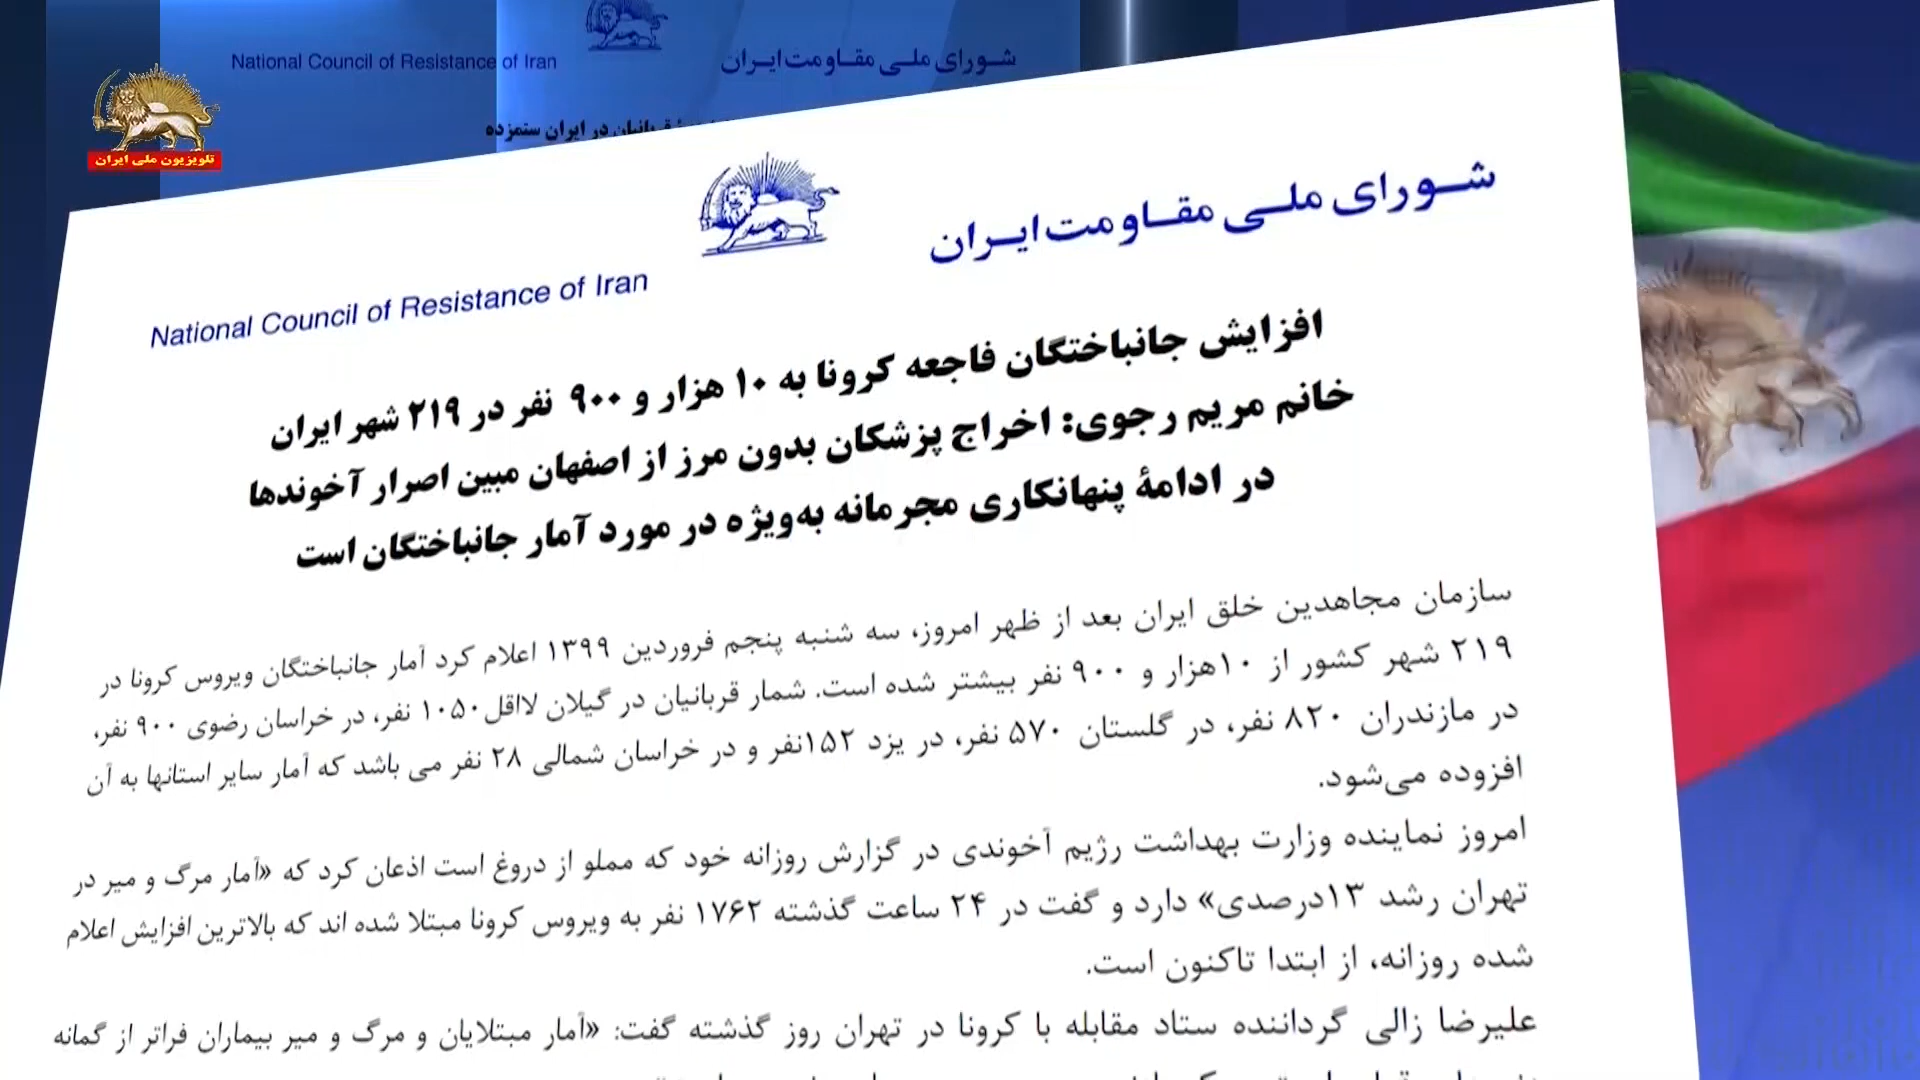 National Council of Resistance of Iran
شورای ملی مقاومت ایران
قربانیان در ایران ستمزده
تلویزیون ملی ایران
شورای ملی مقاومت ایران
National Council of Resistance of Iran
افزایش جانباختگان فاجعه کرونا به ۱۰ هزار و ۹۰۰ نفر در ۲۱۹ شهر ایران
خانم مریم رجوی: اخراج پزشکان بدون مرز از اصفهان مبین اصرار آخوندها
در ادامهٔ پنهانکاری مجرمانه به‌ویژه در مورد آمار جانباختگان است
سازمان مجاهدین خلق ایران بعد از ظهر امروز، سه شنبه پنجم فروردین ۱۳۹۹ اعلام کرد آمار جانباختگان ویروس کرونا در
۲۱۹ شهر کشور از ۱۰هزار و ۹۰۰ نفر بیشتر شده است. شمار قربانیان در گیلان لااقل۱۰۵۰ نفر، در خراسان رضوی ۹۰۰ نفر،
در مازندران ۸۲۰ نفر، در گلستان ۵۷۰ نفر، در یزد ۱۵۲نفر و در خراسان شمالی ۲۸ نفر می باشد که آمار سایر استانها به آن
افزوده می‌شود.
امروز نماینده وزارت بهداشت رژیم آخوندی در گزارش روزانه خود که مملو از دروغ است اذعان کرد که «آمار مرگ و میر در
تهران رشد ۱۳درصدی» دارد و گفت در ۲۴ ساعت گذشته ۱۷۶۲ نفر به ویروس کرونا مبتلا شده اند که بالاترین افزایش اعلام
شده روزانه، از ابتدا تاکنون است.
علیرضا زالی گرداننده ستاد مقابله با کرونا در تهران روز گذشته گفت: «آمار مبتلایان و مرگ و میر بیماران فراتر از گمانه